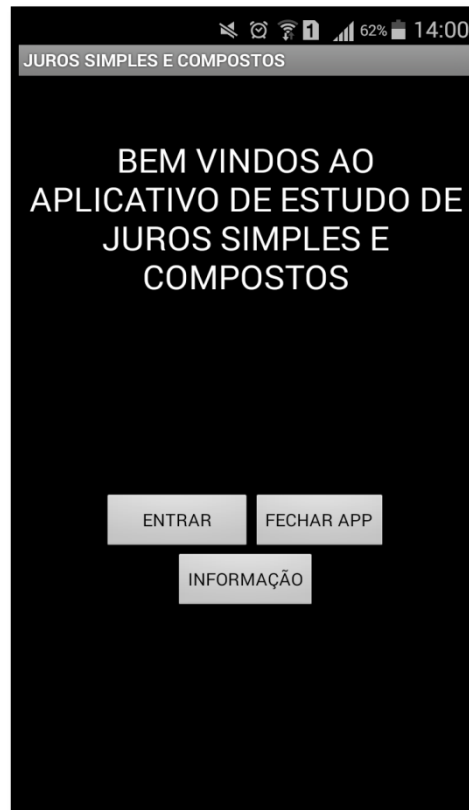 1 62% 14:00
JUROS SIMPLES E COMPOSTOS
BEM VINDOS AO
APLICATIVO DE ESTUDO DE
JUROS SIMPLES E
COMPOSTOS
ENTRAR FECHAR APP
INFORMAÇÃO